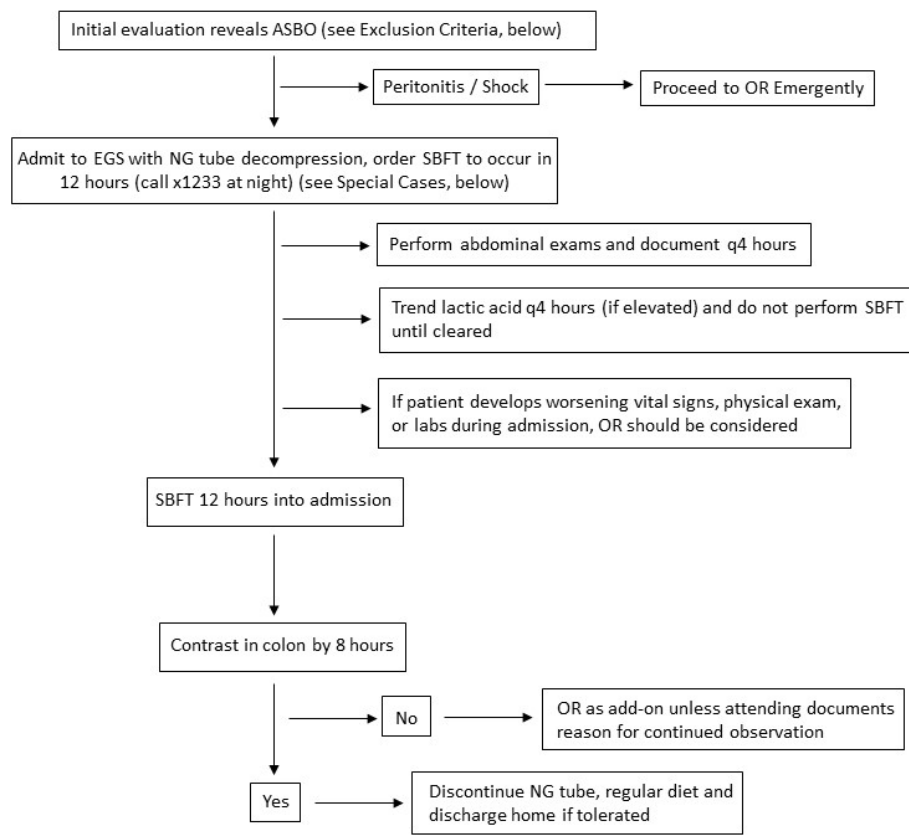 Initial evaluation reveals ASBO (see Exclusion Criteria, below)
Peritonitis / Shock
Proceed to OR Emergently
Admit to EGS with NG tube decompression, order SBFT to occur in
12 hours (call x1233 at night) (see Special Cases, below)
Perform abdominal exams and document q4 hours
Trend lactic acid q4 hours (if elevated) and do not perform SBFT
until cleared
If patient develops worsening vital signs, physical exam,
or labs during admission, OR should be considered
SBFT 12 hours into admission
Contrast in colon by 8 hours
No
OR as add-on unless attending documents
reason for continued observation
Yes
Discontinue NG tube, regular diet and
discharge home if tolerated